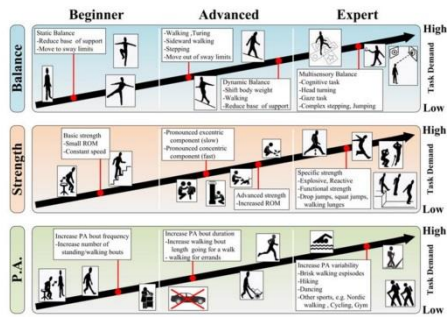 Beginner
Advanced
Expert
Balance
Static Balance
-Reduce base of support
-Move to sway limits
-Walking ,Turing
-Sideward walking
-Stepping
-Move out of sway limits
Dynamic Balance
- Shift body weight
- Walking
- Reduce base of support
Multisensory Balance
- Cognitive task
- Head turning
- Gaze task
- Complex stepping, Jumping
High
Task Demand
Low
Strength
Basic strength
- Small ROM
- Constant speed
-Pronounced excentric
component (slow)
-Pronounced concentric
component (fast)
Advanced strength
-Increased ROM
Specific strength
- Explosive, Reactive
- Functional strength
- Drop jumps, squat jumps,
walking lunges
High
Task Demand
Low
P.A.
Increase PA bout frequency
-Increase number of
standing/walking bouts
Increase PA bout duration
- Increase walking bout
length going for a walk
- walking for errands
Increase PA variability
- Brisk walking episodes
- Hiking
- Dancing
- Other sports, e.g. Nordic
walking , Cycling, Gym
High
Task Demand
Low